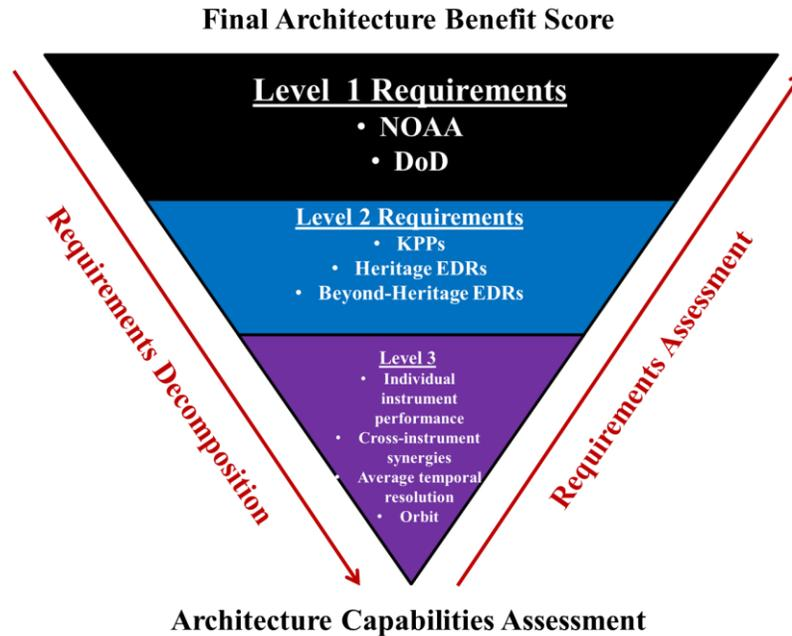 Final Architecture Benefit Score
Level 1 Requirements
• NOAA
• DoD
Level 2 Requirements
• KPPs
• Heritage EDRs
• Beyond-Heritage EDRs
Level 3
• Individual
instrument
performance
• Cross-instrument
synergies
• Average temporal
resolution
• Orbit
Requirements Decomposition
Requirements Assessment
Architecture Capabilities Assessment